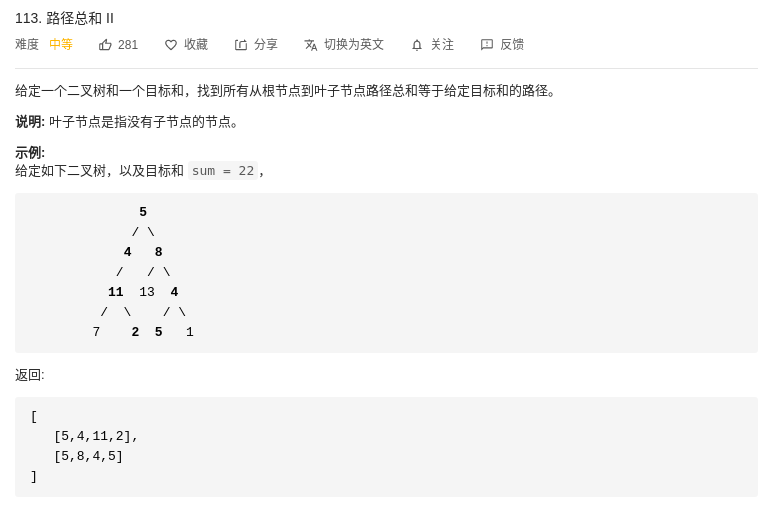 113. 路径总和 II
难度 中等 281 收藏 分享 切换为英文 关注 反馈
给定一个二叉树和一个目标和，找到所有从根节点到叶子节点路径总和等于给定目标和的路径。
说明: 叶子节点是指没有子节点的节点。
示例:
给定如下二叉树，以及目标和 sum = 22，
              5
             / \
            4   8
           /   / \
          11  13  4
         /  \    / \
        7    2  5   1
返回:
[
   [5,4,11,2],
   [5,8,4,5]
]